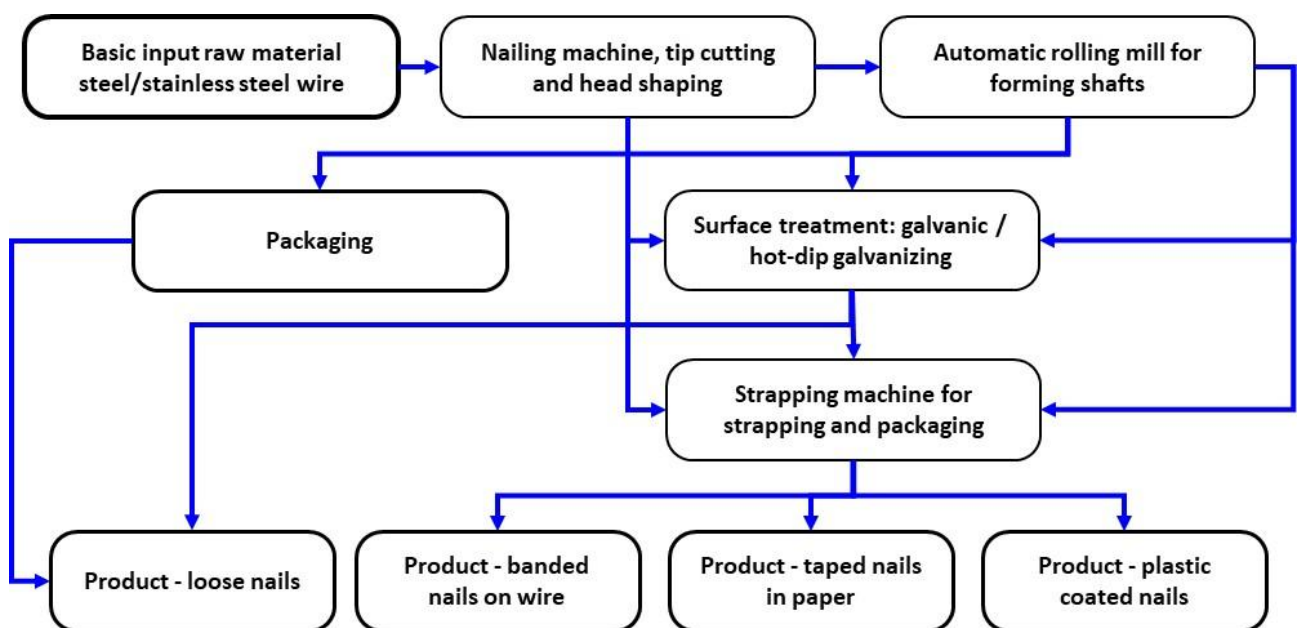 Basic input raw material
steel/stainless steel wire
Nailing machine, tip cutting
and head shaping
Automatic rolling mill for
forming shafts
Packaging
Surface treatment: galvanic /
hot-dip galvanizing
Strapping machine for
strapping and packaging
Product - loose nails
Product - banded
nails on wire
Product - taped nails
in paper
Product - plastic
coated nails